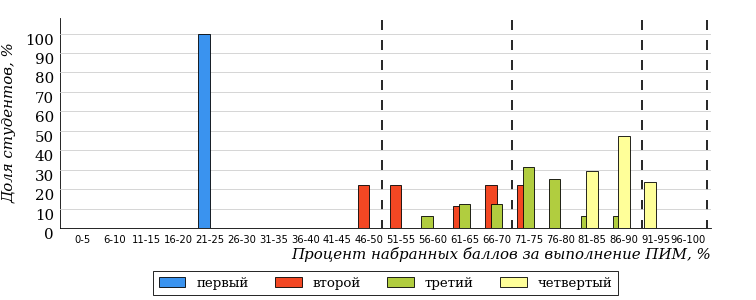 Доля студентов, %
100
90
80
70
60
50
40
30
20
10
0
0-5 6-10 11-15 16-20 21-25 26-30 31-35 36-40 41-45 46-50 51-55 56-60 61-65 66-70 71-75 76-80 81-85 86-90 91-95 96-100
Процент набранных баллов за выполнение ПИМ, %
первый второй третий четвертый